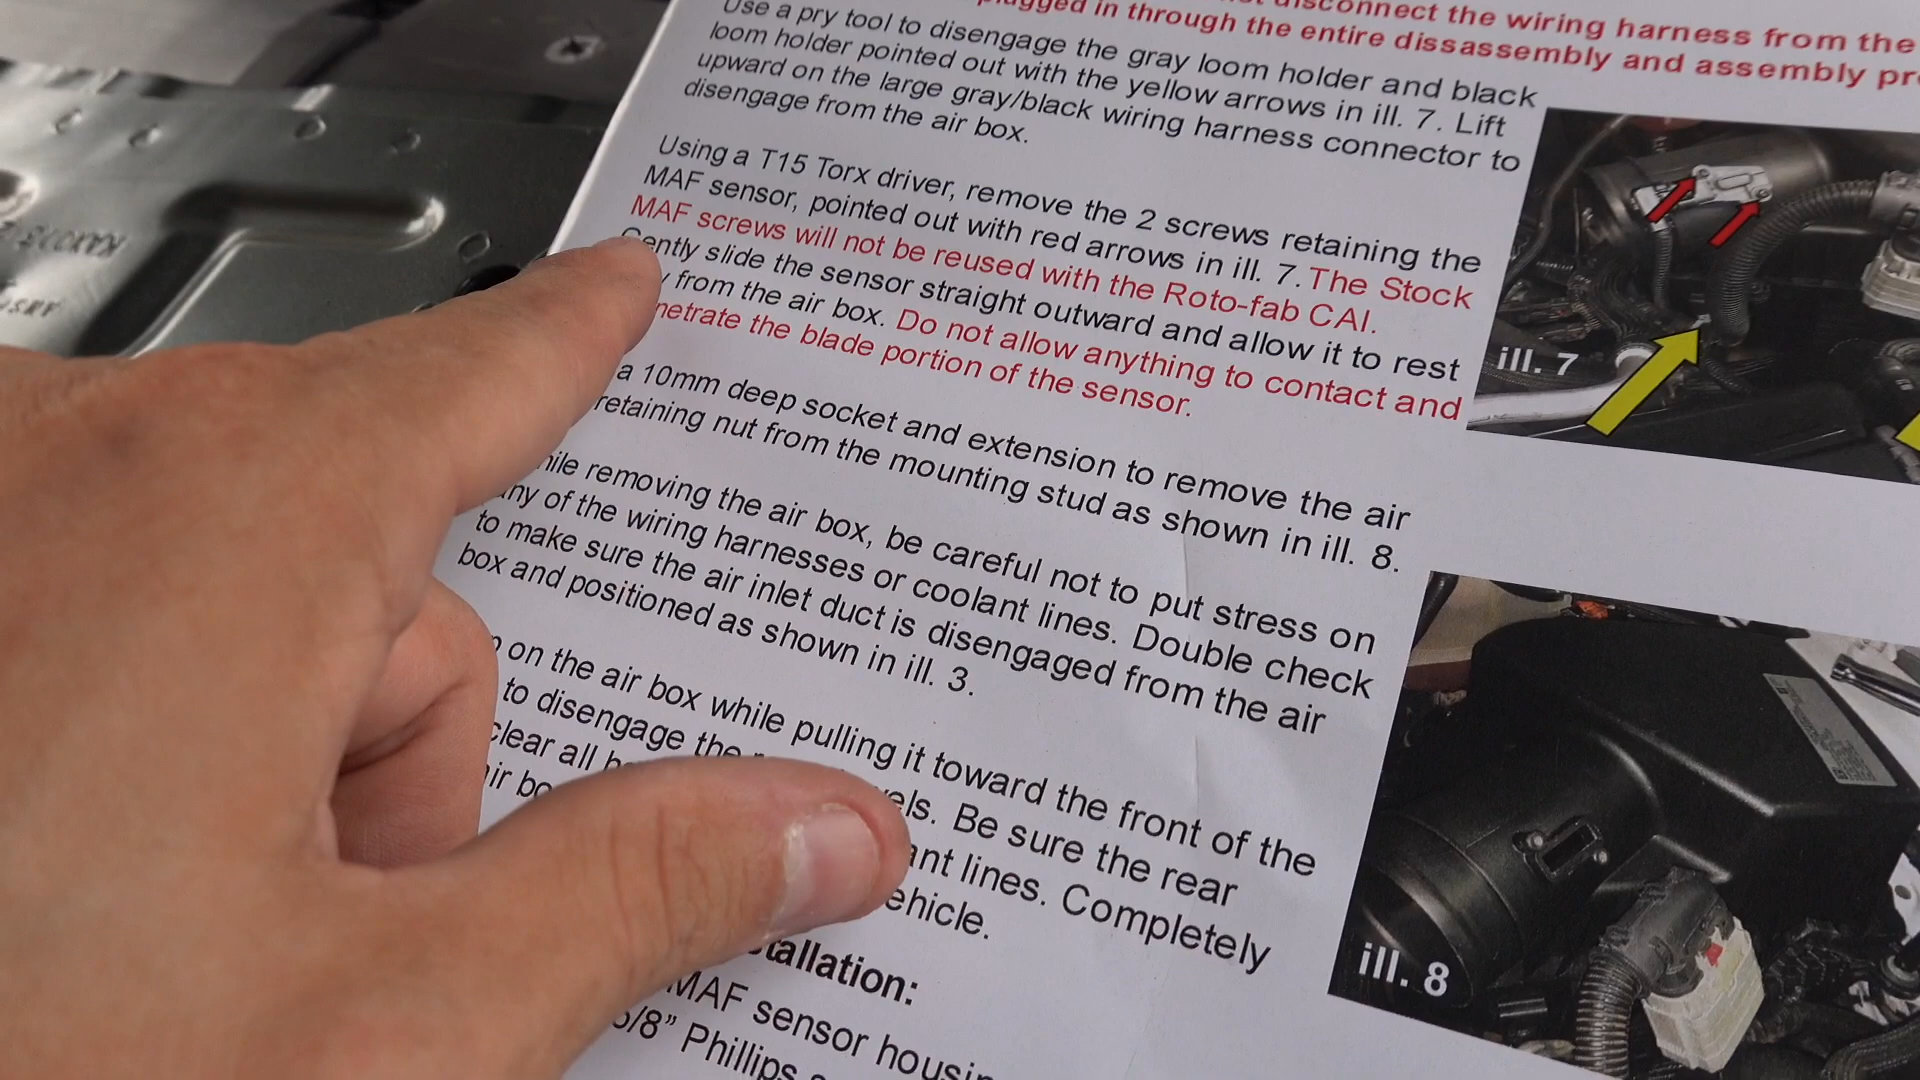 disconnect the wiring harness from the
plugged in through the entire dissassembly and assembly
Use a pry tool to disengage the gray loom holder and black
loom holder pointed out with the yellow arrows in ill. 7. Lift
upward on the large gray/black wiring harness connector to
disengage from the air box.
Using a T15 Torx driver, remove the 2 screws retaining the
MAF sensor, pointed out with red arrows in ill. 7. The Stock
MAF screws will not be reused with the Roto-fab CAI.
Gently slide the sensor straight outward and allow it to rest
from the air box. Do not allow anything to contact and
netrate the blade portion of the sensor.
ill. 7
a 10mm deep socket and extension to remove the air
retaining nut from the mounting stud as shown in ill. 8.
hile removing the air box, be careful not to put stress on
any of the wiring harnesses or coolant lines. Double check
to make sure the air inlet duct is disengaged from the air
box and positioned as shown in ill. 3.
on the air box while pulling it toward the front of the
to disengage the
els. Be sure the rear
clear all
ant lines. Completely
air bo
ehicle.
ill. 8
tallation:
MAF sensor
5/8" Phillips